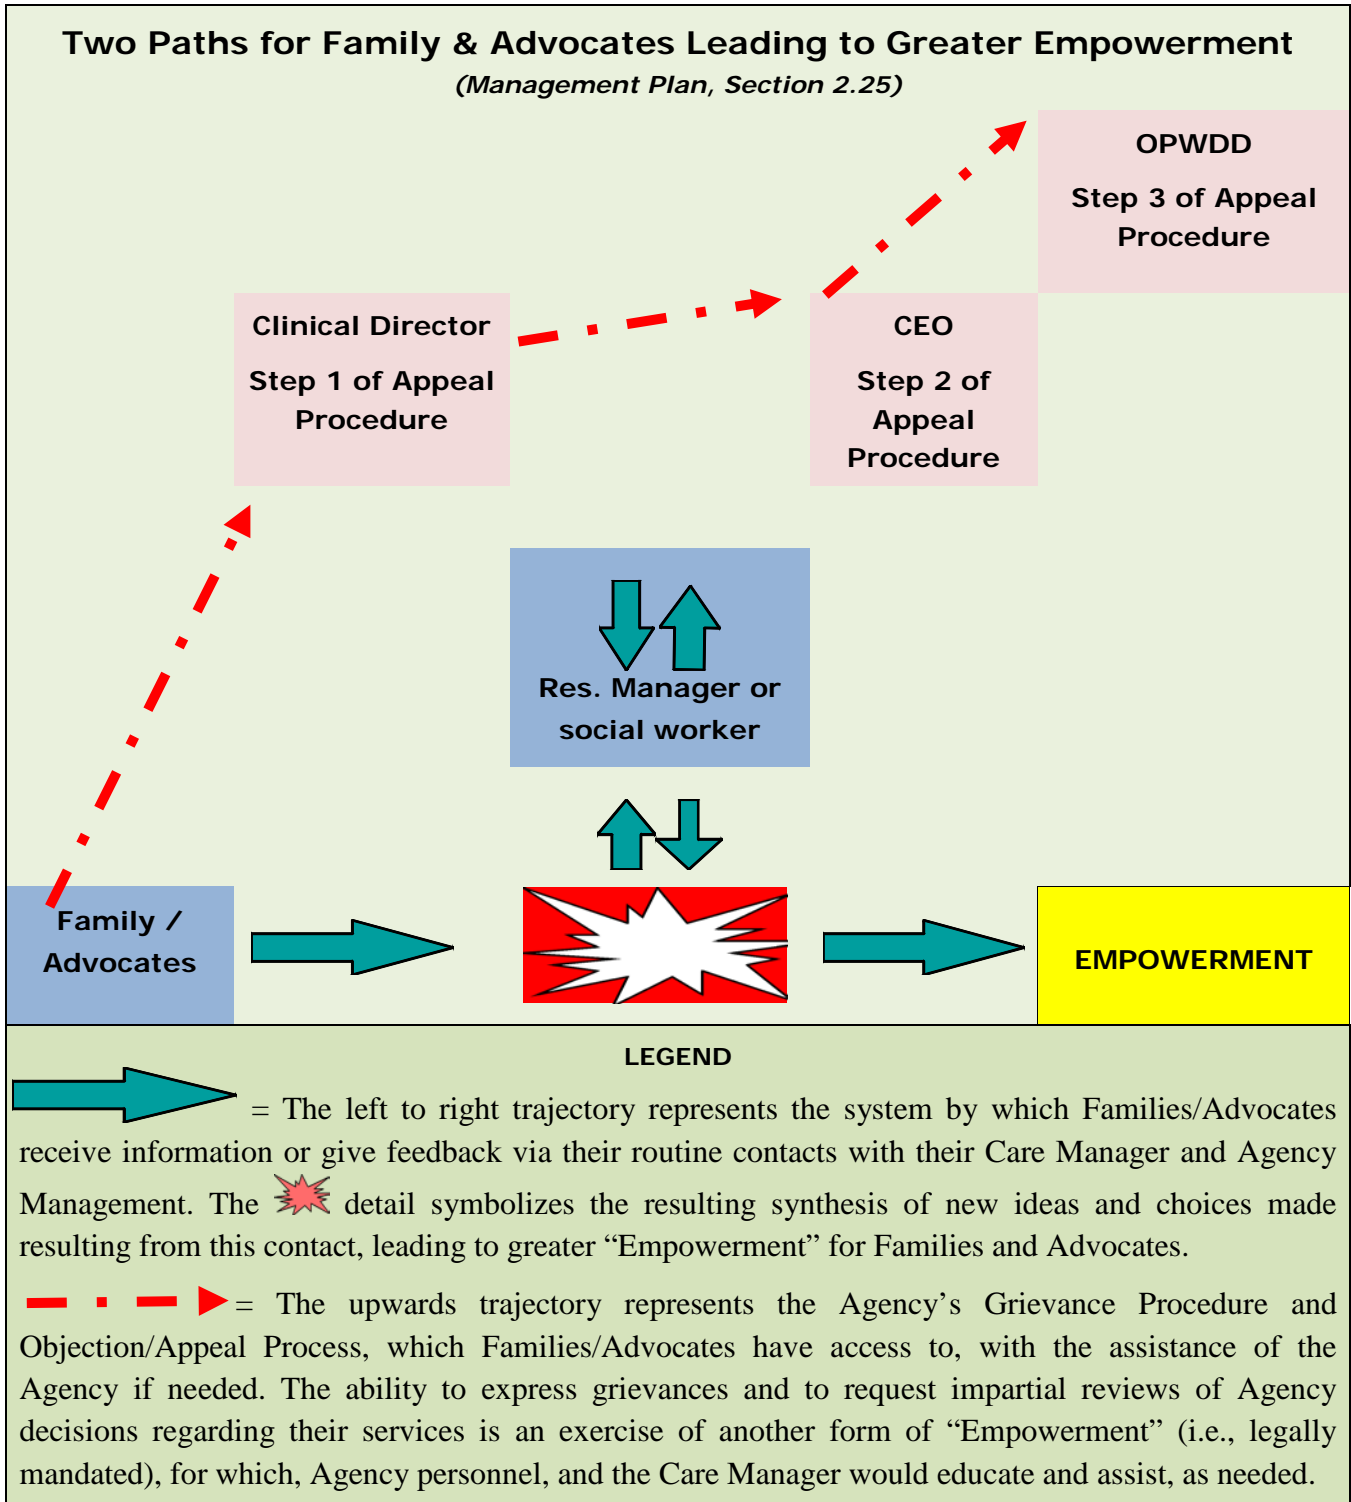 Two Paths for Family & Advocates Leading to Greater Empowerment
(Management Plan, Section 2.25)
OPWDD
Step 3 of Appeal
Procedure
Clinical Director
Step 1 of Appeal
Procedure
CEO
Step 2 of
Appeal
Procedure
Res. Manager or
social worker
Family /
Advocates
EMPOWERMENT
LEGEND
= The left to right trajectory represents the system by which Families/Advocates
receive information or give feedback via their routine contacts with their Care Manager and Agency
Management. The detail symbolizes the resulting synthesis of new ideas and choices made
resulting from this contact, leading to greater “Empowerment” for Families and Advocates.
= The upwards trajectory represents the Agency’s Grievance Procedure and
Objection/Appeal Process, which Families/Advocates have access to, with the assistance of the
Agency if needed. The ability to express grievances and to request impartial reviews of Agency
decisions regarding their services is an exercise of another form of “Empowerment” (i.e., legally
mandated), for which, Agency personnel, and the Care Manager would educate and assist, as needed.